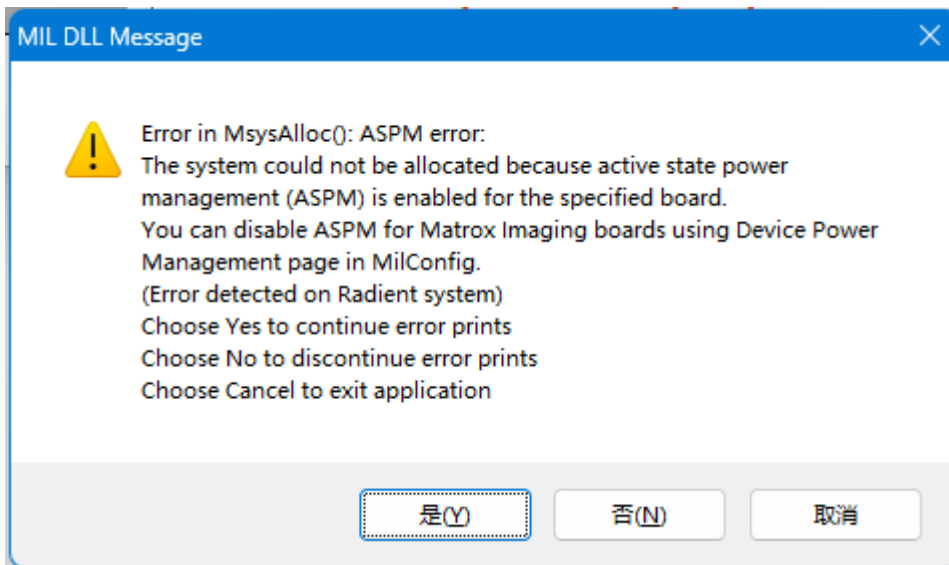 MIL DLL Message
Error in MsysAlloc(): ASPM error:
The system could not be allocated because active state power
management (ASPM) is enabled for the specified board.
You can disable ASPM for Matrox Imaging boards using Device Power
Management page in MilConfig.
(Error detected on Radient system)
Choose Yes to continue error prints
Choose No to discontinue error prints
Choose Cancel to exit application
是(Y) 否(N) 取消